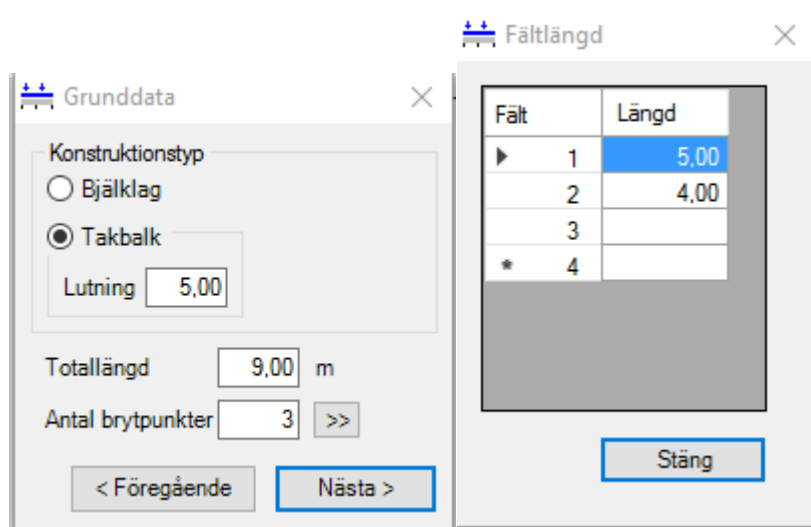 Grunddata
Konstruktionstyp
Bjälklag
Takbalk
Lutning 5,00
Totallängd 9,00 m
Antal brytpunkter 3 >>
< Föregående Nästa >
Fältlängd
Fält Längd
1 5,00
2 4,00
3
* 4
Stäng